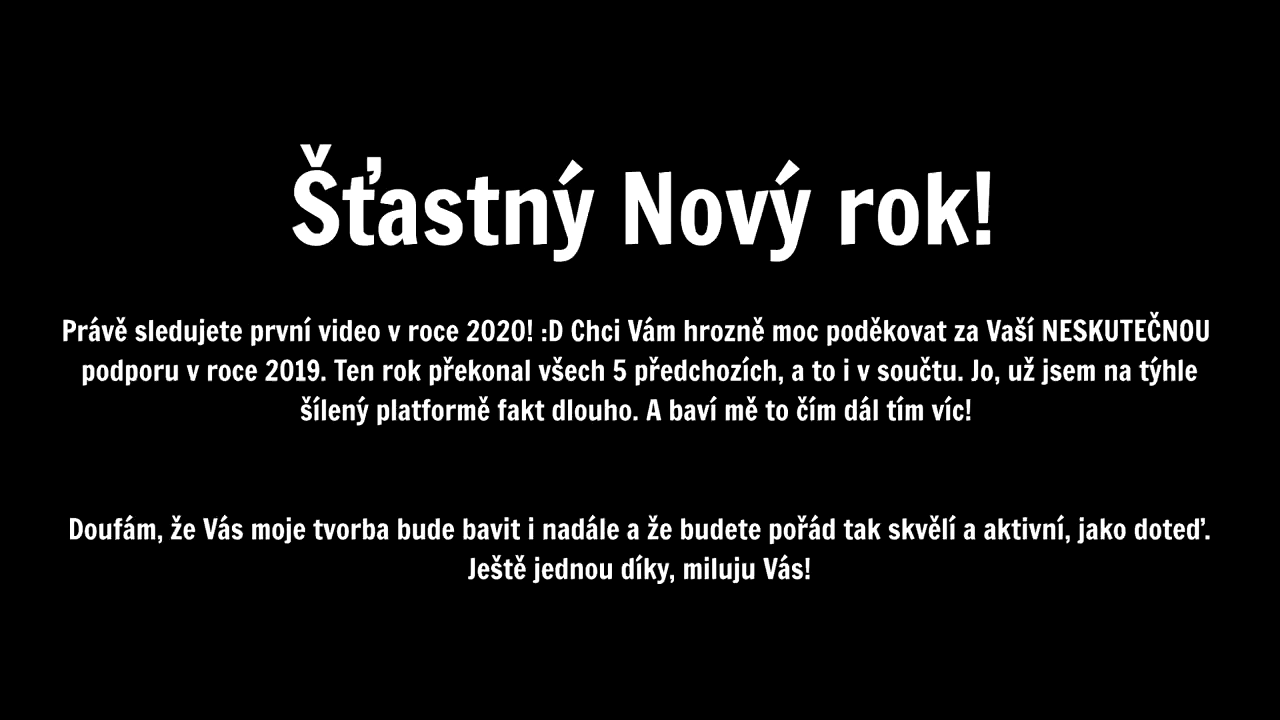 Šťastný Nový rok!
Právě sledujete první video v roce 2020! :D Chci Vám hrozně moc poděkovat za Vaší NESKUTEČNOU
podporu v roce 2019. Ten rok překonal všech 5 předchozích, a to i v součtu. Jo, už jsem na týhle
šílený platformě fakt dlouho. A baví mě to čím dál tím víc!
Doufám, že Vás moje tvorba bude bavit i nadále a že budete pořád tak skvělí a aktivní, jako doteď.
Ještě jednou díky, miluju Vás!